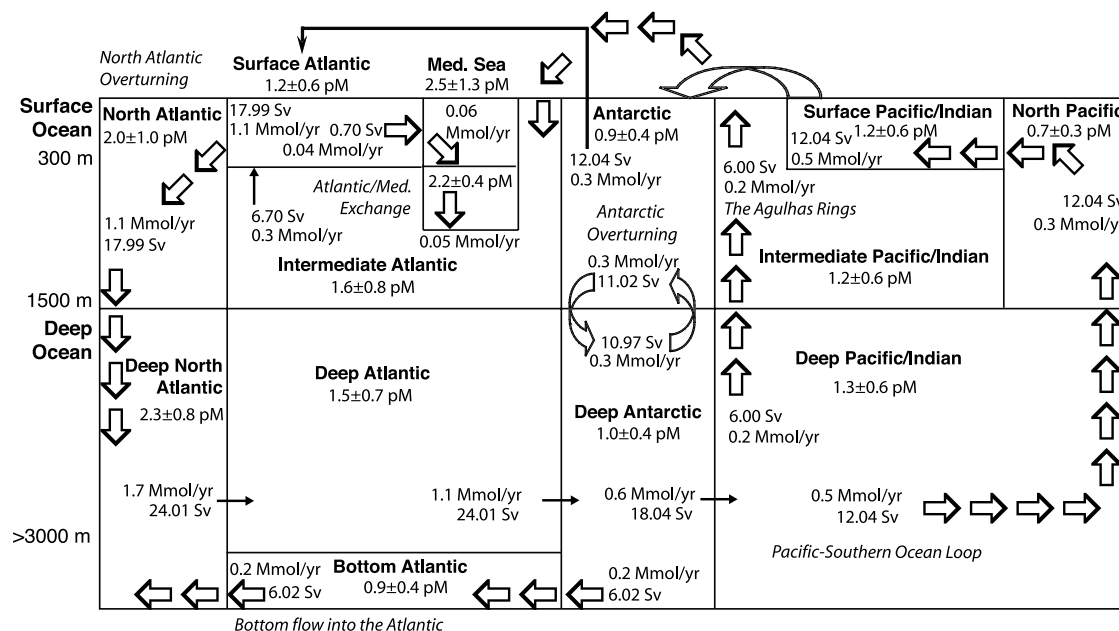 North Atlantic
Overturning
Surface Atlantic
1.2±0.6 pM
Med. Sea
2.5±1.3 pM
Surface
Ocean
300 m
North Atlantic
2.0±1.0 pM
17.99 Sv
1.1 Mmol/yr
0.70 Sv
0.04 Mmol/yr
0.06
Mmol/yr
Antarctic
0.9±0.4 pM
12.04 Sv
0.3 Mmol/yr
Surface Pacific/Indian
1.2±0.6 pM
12.04 Sv
0.5 Mmol/yr
North Pacific
0.7±0.3 pM
Atlantic/Med.
Exchange
2.2±0.4 pM
6.00 Sv
0.2 Mmol/yr
The Agulhas Rings
12.04 Sv
0.3 Mmol/yr
1.1 Mmol/yr
17.99 Sv
6.70 Sv
0.3 Mmol/yr
0.05 Mmol/yr
Antarctic
Overturning
Intermediate Atlantic
1.6±0.8 pM
0.3 Mmol/yr
11.02 Sv
Intermediate Pacific/Indian
1.2±0.6 pM
1500 m
Deep
Ocean
10.97 Sv
0.3 Mmol/yr
Deep North
Atlantic
2.3±0.8 pM
Deep Atlantic
1.5±0.7 pM
Deep Antarctic
1.0±0.4 pM
Deep Pacific/Indian
1.3±0.6 pM
6.00 Sv
0.2 Mmol/yr
1.7 Mmol/yr
24.01 Sv
1.1 Mmol/yr
24.01 Sv
0.6 Mmol/yr
18.04 Sv
0.5 Mmol/yr
12.04 Sv
>3000 m
Pacific-Southern Ocean Loop
0.2 Mmol/yr
6.02 Sv
Bottom Atlantic
0.9±0.4 pM
0.2 Mmol/yr
6.02 Sv
Bottom flow into the Atlantic